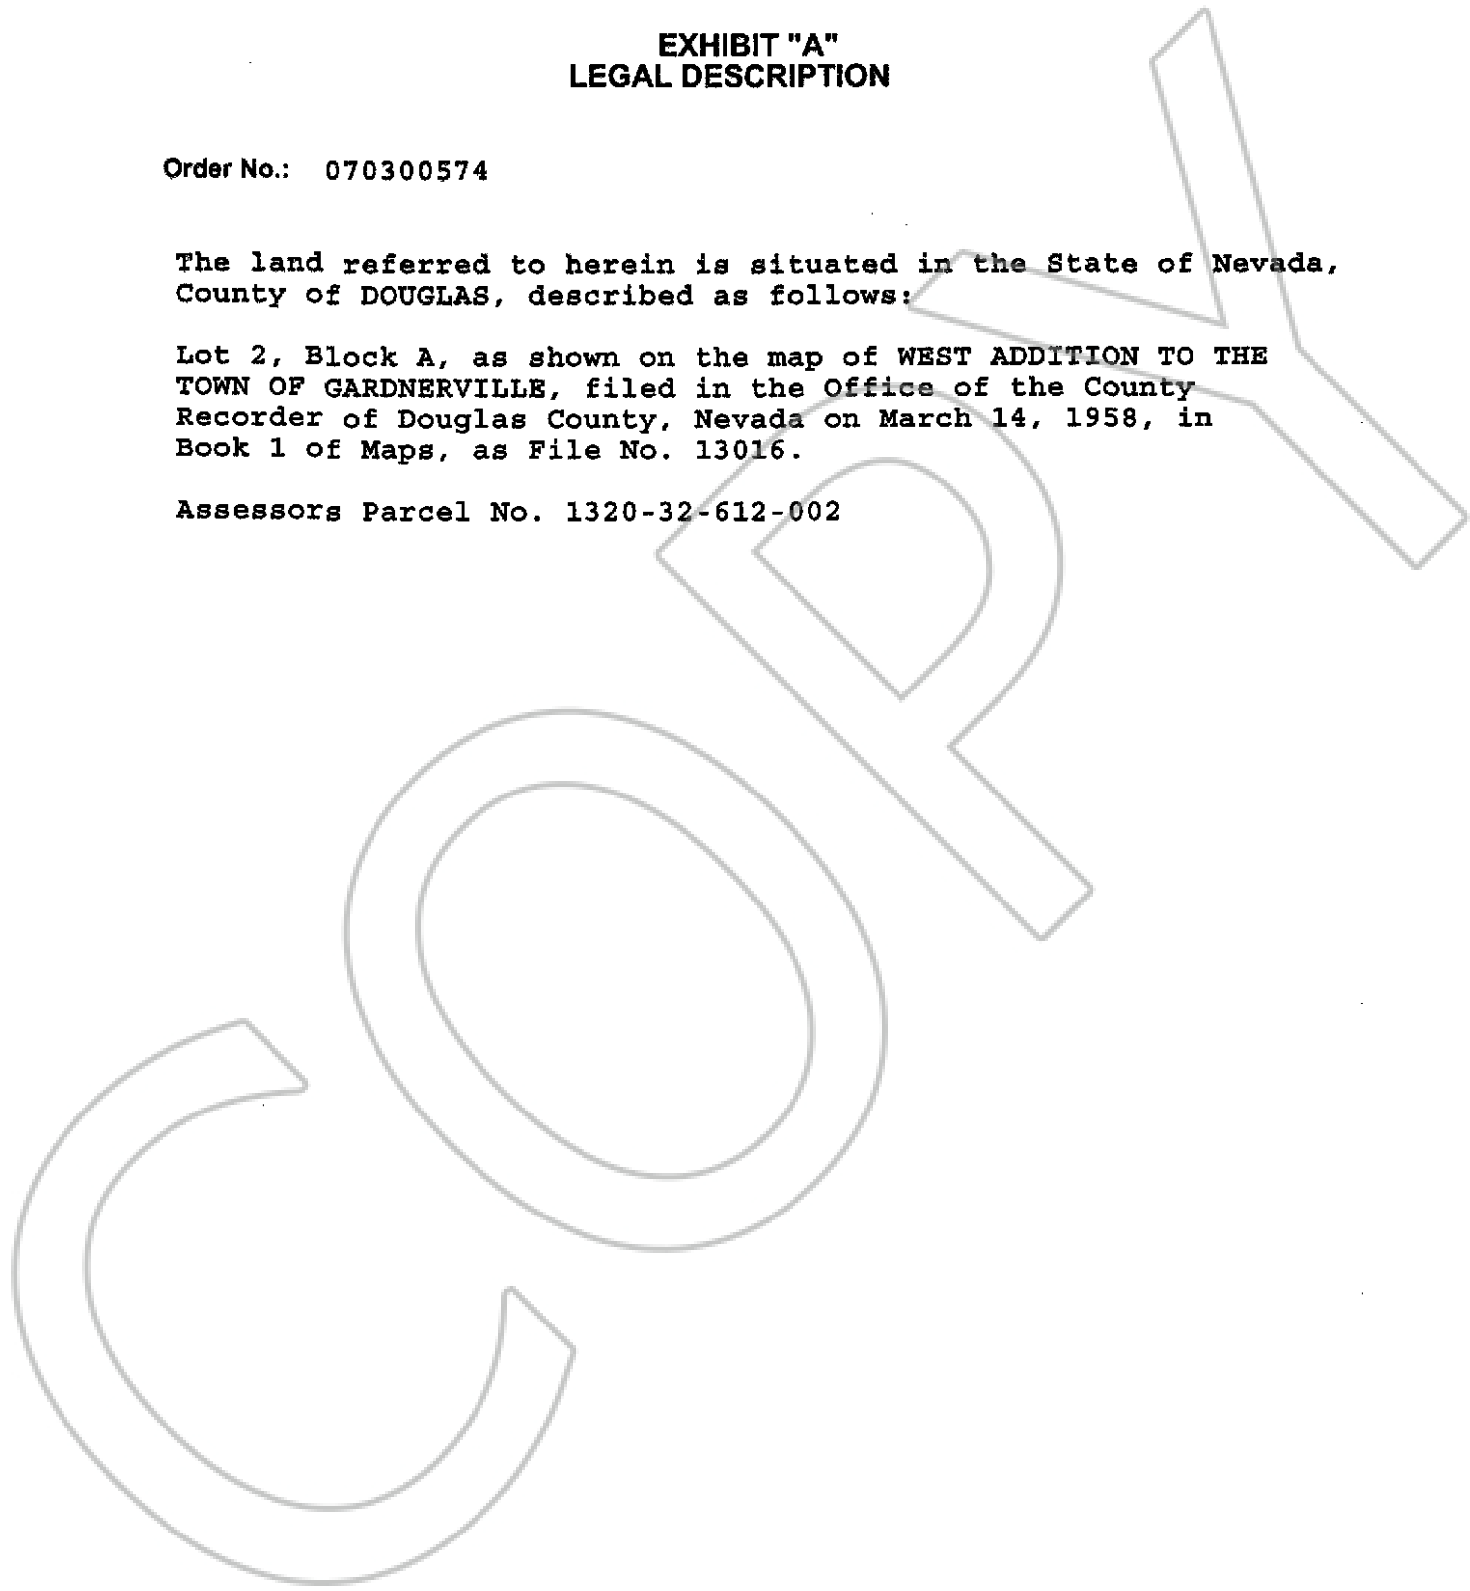 EXHIBIT "A"
LEGAL DESCRIPTION
Order No.: 070300574
The land referred to herein is situated in the State of Nevada,
County of DOUGLAS, described as follows:
Lot 2, Block A, as shown on the map of WEST ADDITION TO THE
TOWN OF GARDNERVILLE, filed in the Office of the County
Recorder of Douglas County, Nevada on March 14, 1958, in
Book 1 of Maps, as File No. 13016.
Assessors Parcel No. 1320-32-612-002
COPY